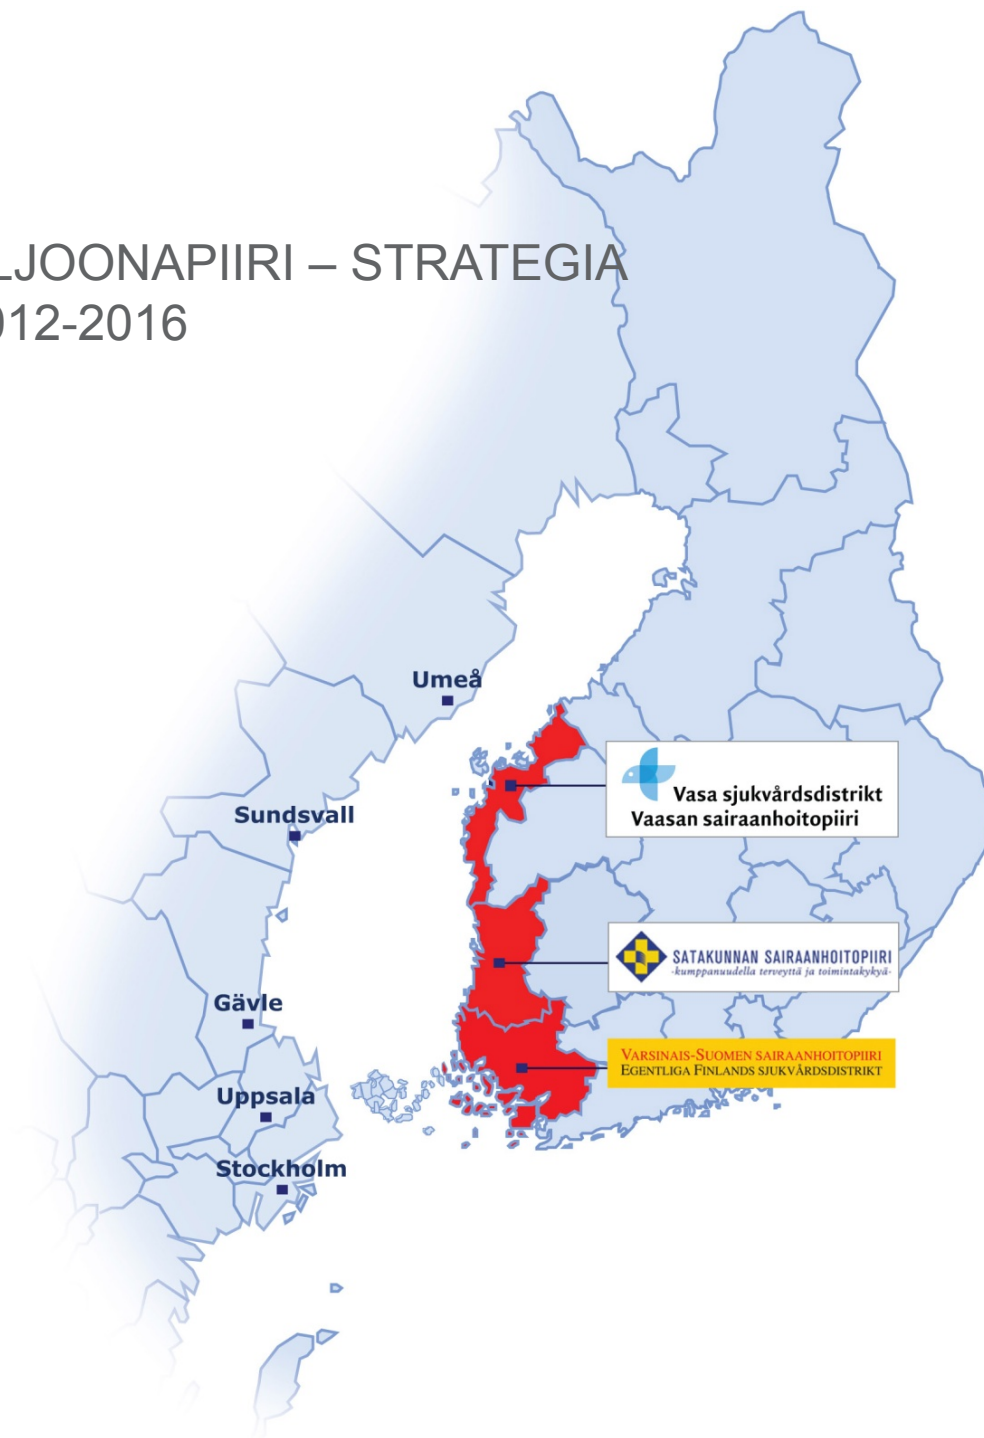 LJOONAPIIRI – STRATEGIA
012-2016
Umeå
Vasa sjukvårdsdistrikt
Vaasan sairaanhoitopiiri
Sundsvall
SATAKUNNAN SAIRAANHOITOPIIRI
-kumppanuudella terveyttä ja toimintakykyä-
Gävle
VARSINAIS-SUOMEN SAIRAANHOITOPIIRI
EGENTLIGA FINLANDS SJUKVÅRDSDISTRIKT
Uppsala
Stockholm